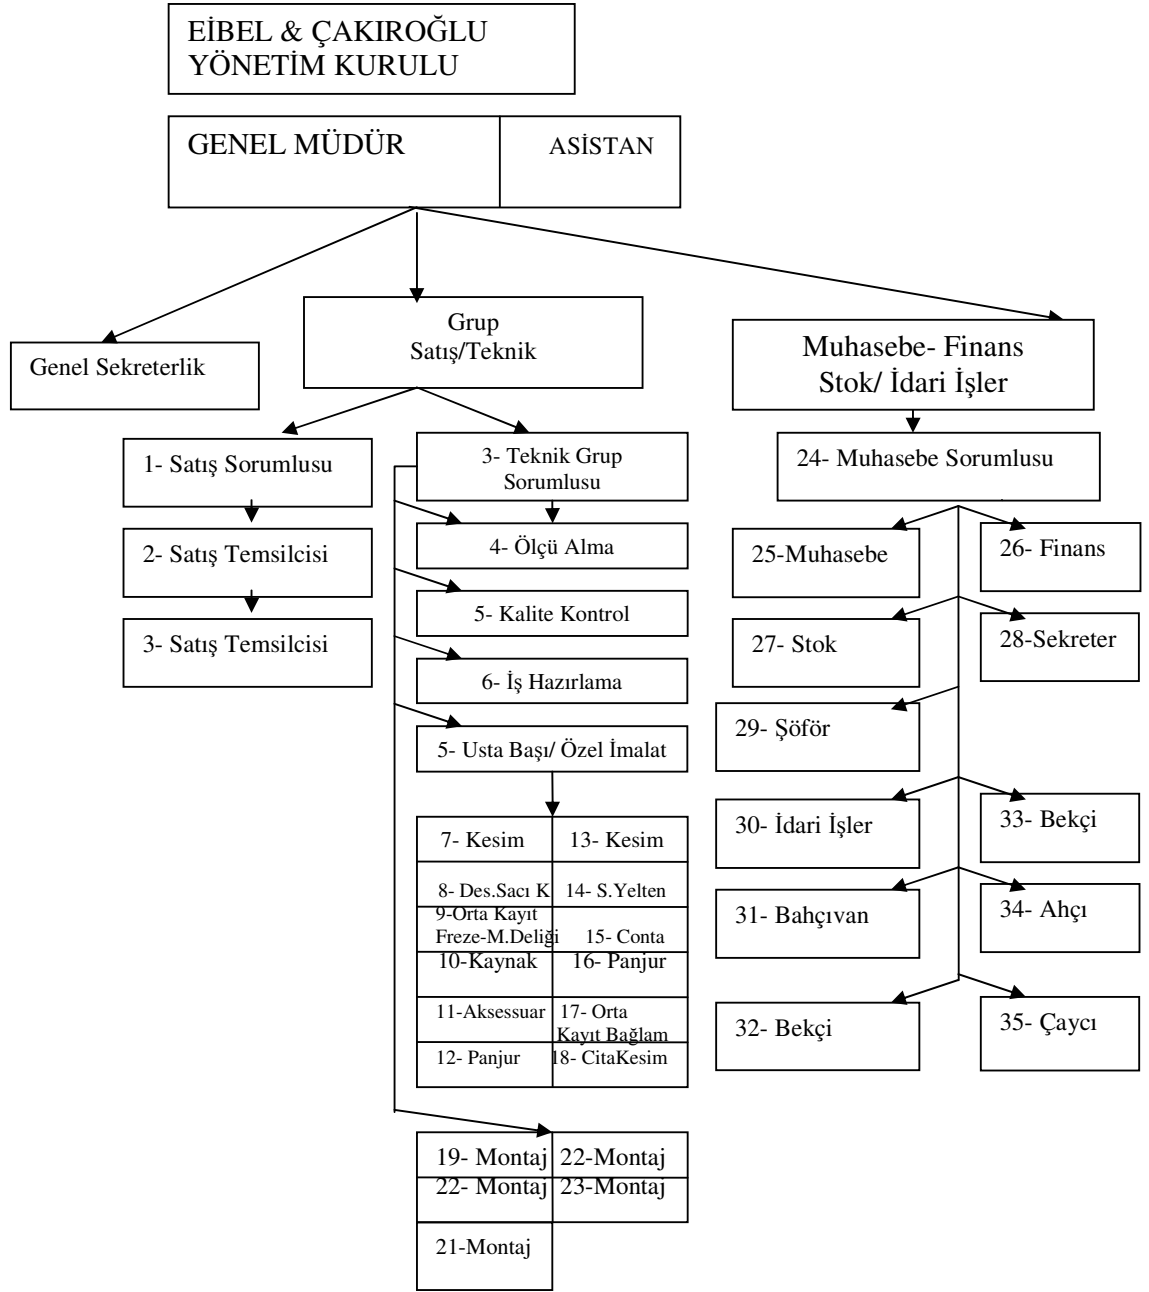 EİBEL & ÇAKIROĞLU
YÖNETİM KURULU
GENEL MÜDÜR
ASİSTAN
Genel Sekreterlik
Grup
Satış/Teknik
Muhasebe- Finans
Stok/ İdari İşler
1- Satış Sorumlusu
2- Satış Temsilcisi
3- Satış Temsilcisi
3- Teknik Grup
Sorumlusu
4- Ölçü Alma
5- Kalite Kontrol
6- İş Hazırlama
5- Usta Başı/ Özel İmalat
7- Kesim
13- Kesim
8- Des.Sacı K
14- S.Yelten
9-Orta Kayıt
Freze-M.Deliği
15- Conta
10-Kaynak
16- Panjur
11-Aksessuar
17- Orta
Kayıt Bağlam
12- Panjur
18- CitaKesim
19- Montaj
22-Montaj
22- Montaj
23-Montaj
21-Montaj
24- Muhasebe Sorumlusu
25-Muhasebe
26- Finans
27- Stok
28-Sekreter
29- Şöför
30- İdari İşler
33- Bekçi
31- Bahçıvan
34- Ahçı
32- Bekçi
35- Çaycı